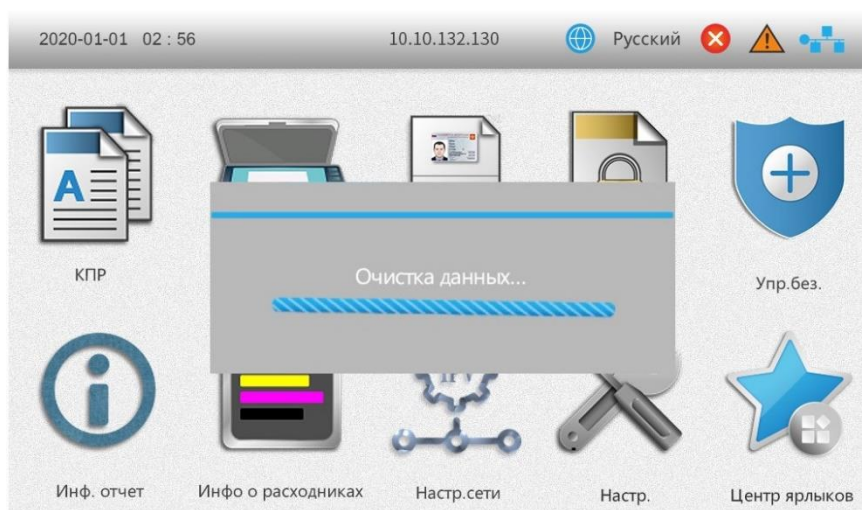 2020-01-01 02 : 56 10.10.132.130 Русский
A
КПР
Упр.без.
Очистка данных...
Инф. отчет Инфо о расходниках Настр.сети Настр. Центр ярлыков